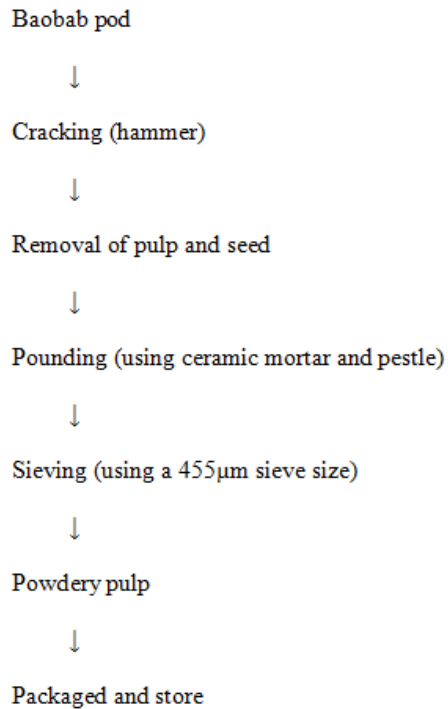 Baobab pod
↓
Cracking (hammer)
↓
Removal of pulp and seed
↓
Pounding (using ceramic mortar and pestle)
↓
Sieving (using a 455µm sieve size)
↓
Powdery pulp
↓
Packaged and store